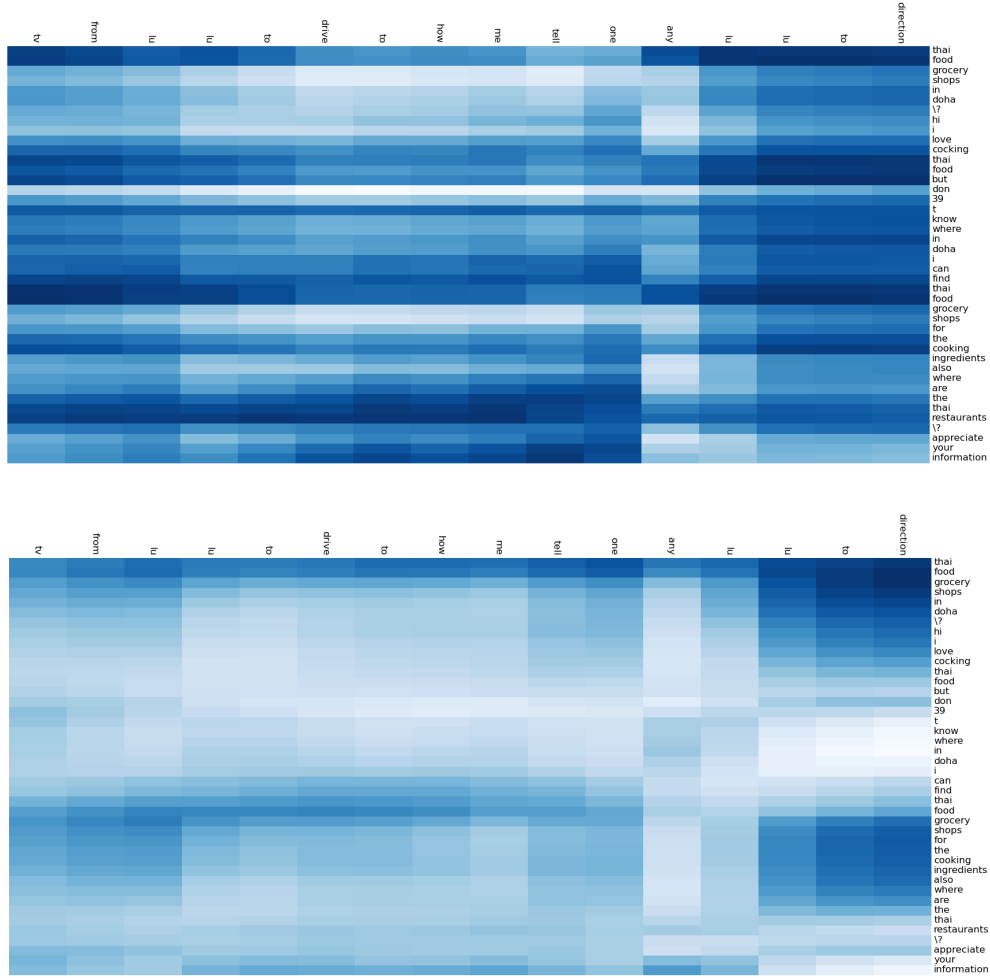 tv from lu lu to drive to how me tell one any lu lu to direction
thai
food
grocery
shops
in
doha
\?
hi
i
love
cocking
thai
food
but
don
39
t
know
where
in
doha
i
can
find
thai
food
grocery
shops
for
the
cooking
ingredients
also
where
are
the
thai
restaurants
\?
appreciate
your
information
tv from lu lu to drive to how me tell one any lu lu to direction
thai
food
grocery
shops
in
doha
\?
hi
i
love
cocking
thai
food
but
don
39
t
know
where
in
doha
i
can
find
thai
food
grocery
shops
for
the
cooking
ingredients
also
where
are
the
thai
restaurants
\?
appreciate
your
information